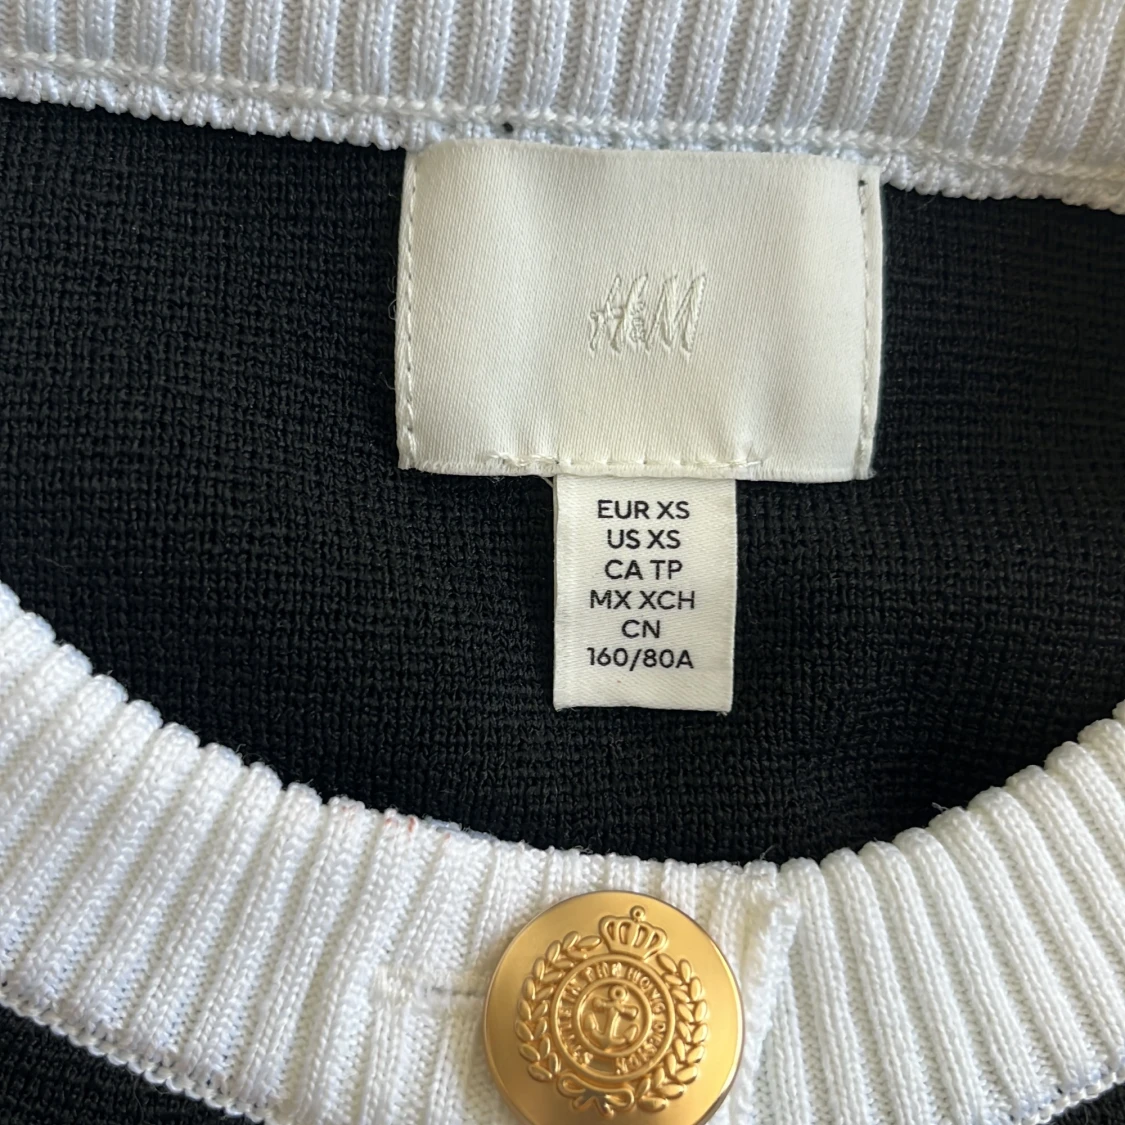 H&M
EUR XS
US XS
CA TP
MX XCH
CN
160/80A